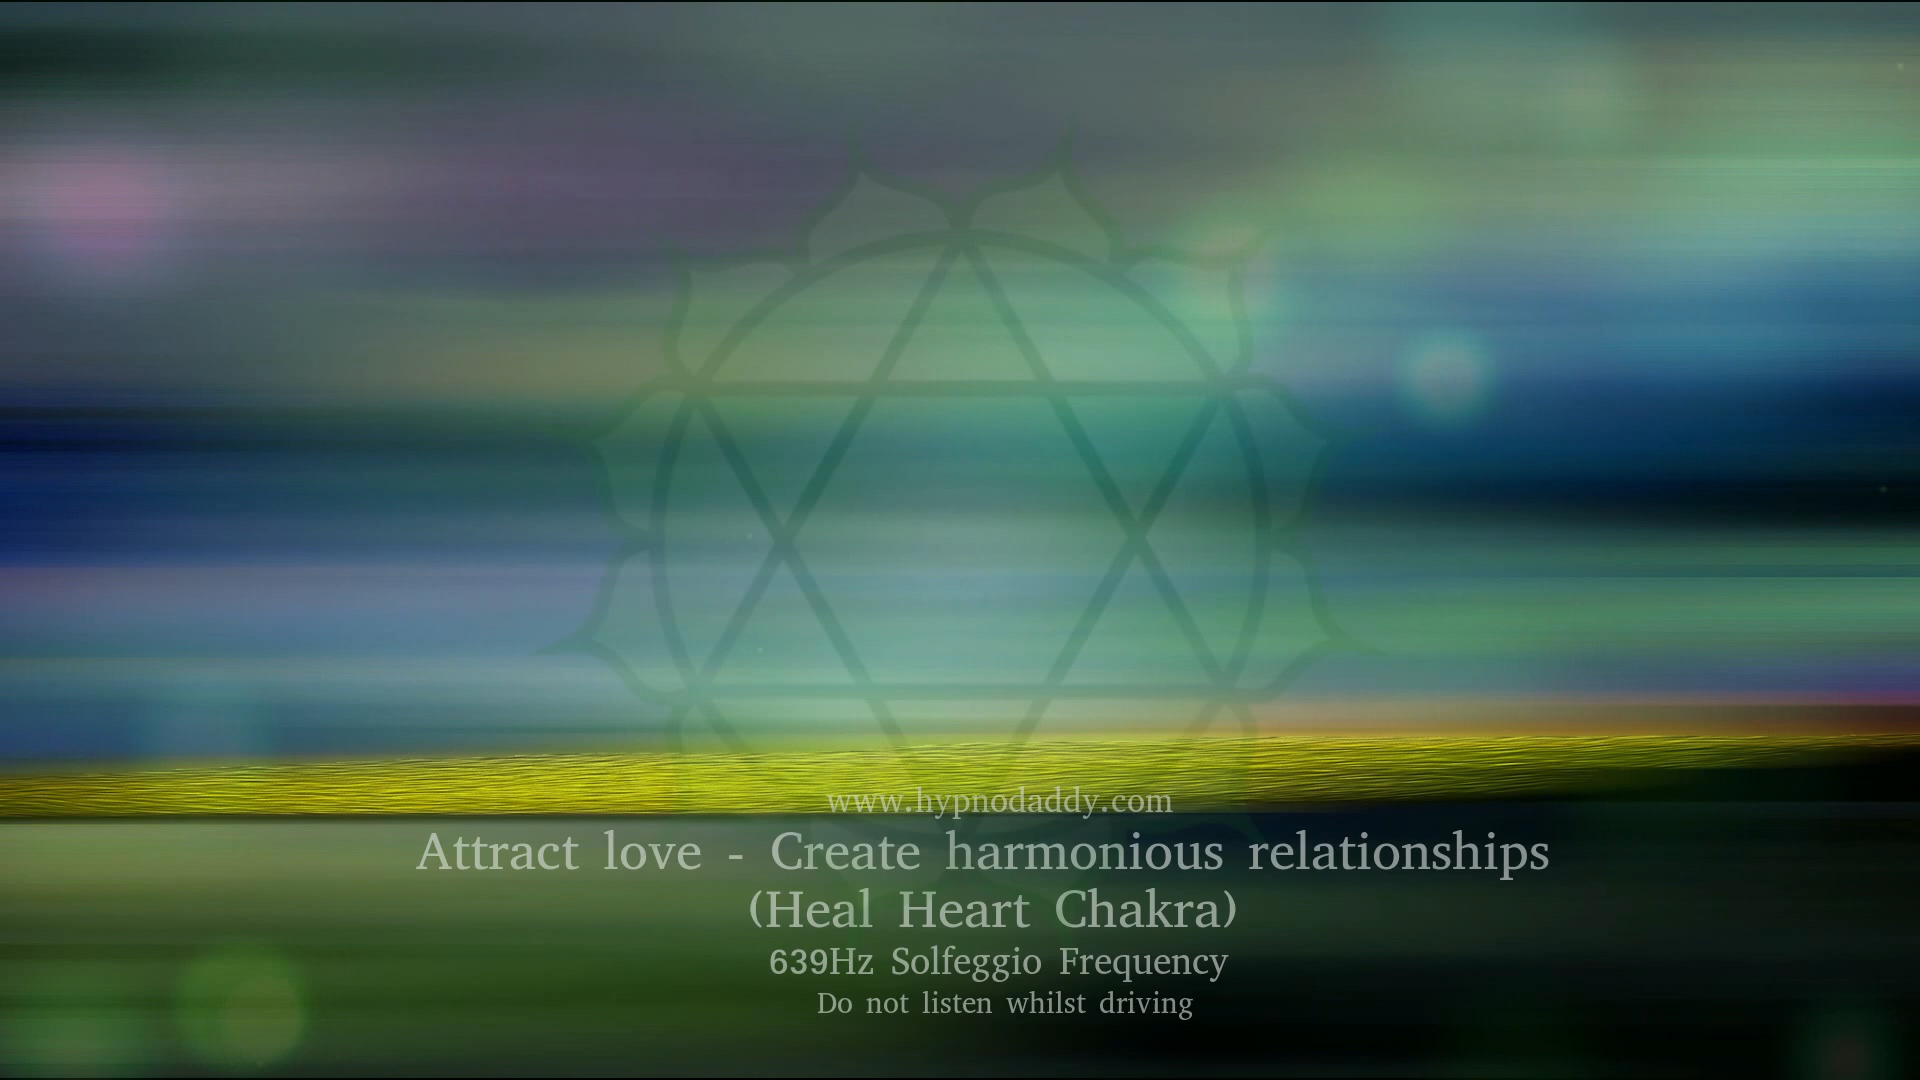 www.hypnodaddy.com
Attract love - Create harmonious relationships
(Heal Heart Chakra)
639Hz Solfeggio Frequency
Do not listen whilst driving